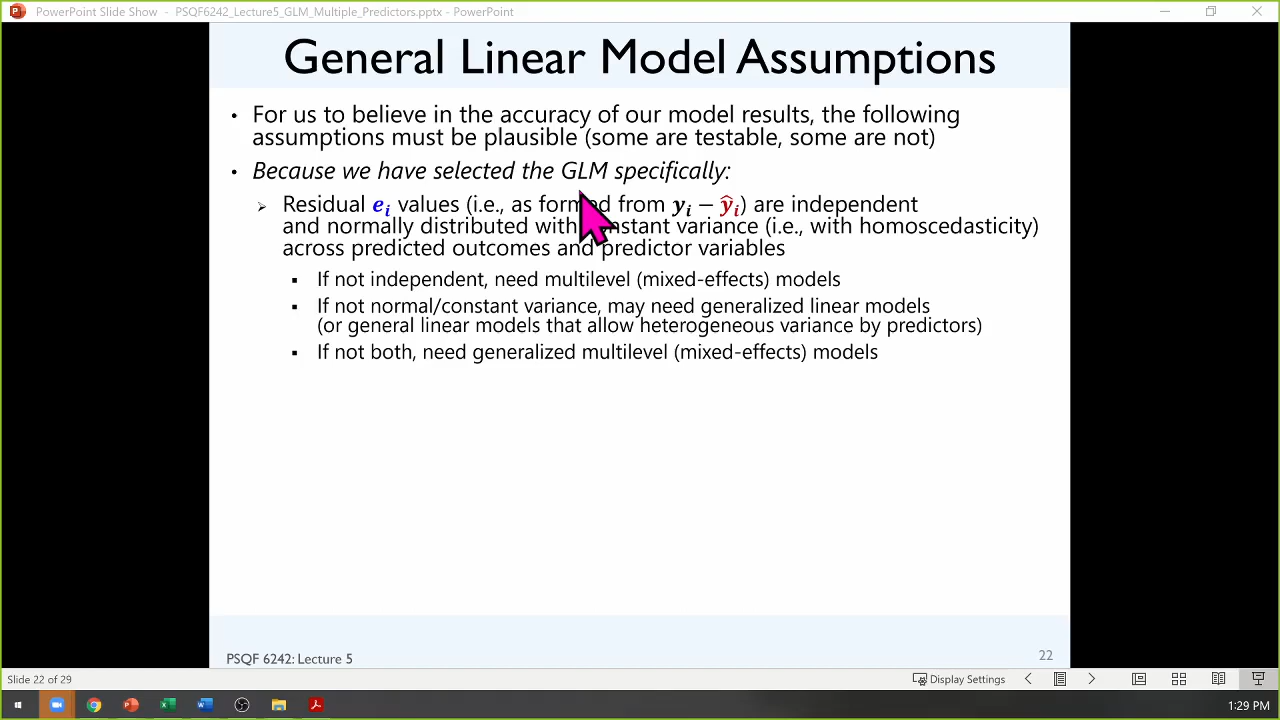 PowerPoint Slide Show - PSQF6242_Lecture5_GLM_Multiple_Predictors.pptx - PowerPoint
General Linear Model Assumptions
• For us to believe in the accuracy of our model results, the following
assumptions must be plausible (some are testable, some are not)
• Because we have selected the GLM specifically:
➢ Residual eᵢ values (i.e., as formed from yᵢ − ŷᵢ) are independent
and normally distributed with constant variance (i.e., with homoscedasticity)
across predicted outcomes and predictor variables
▪ If not independent, need multilevel (mixed-effects) models
▪ If not normal/constant variance, may need generalized linear models
(or general linear models that allow heterogeneous variance by predictors)
▪ If not both, need generalized multilevel (mixed-effects) models
PSQF 6242: Lecture 5
22
Slide 22 of 29
Display Settings
1:29 PM